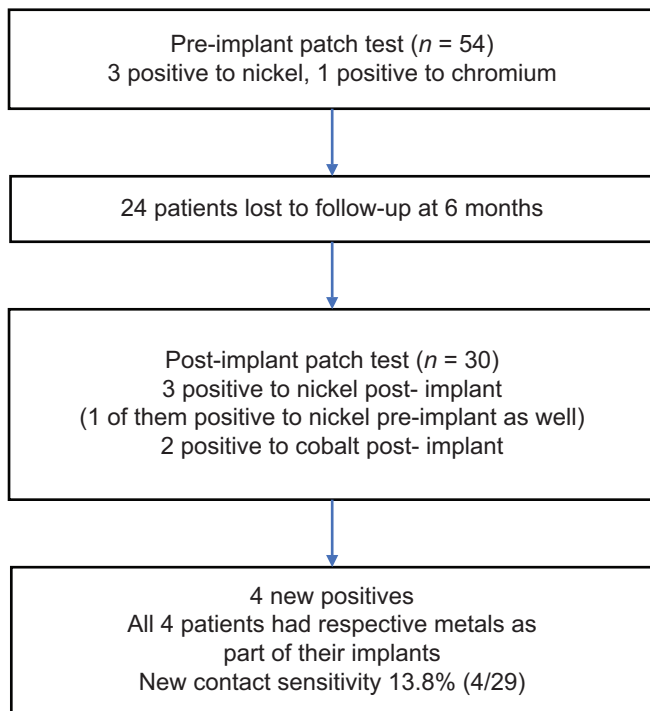 Pre-implant patch test (n = 54)
3 positive to nickel, 1 positive to chromium
24 patients lost to follow-up at 6 months
Post-implant patch test (n = 30)
3 positive to nickel post- implant
(1 of them positive to nickel pre-implant as well)
2 positive to cobalt post- implant
4 new positives
All 4 patients had respective metals as
part of their implants
New contact sensitivity 13.8% (4/29)